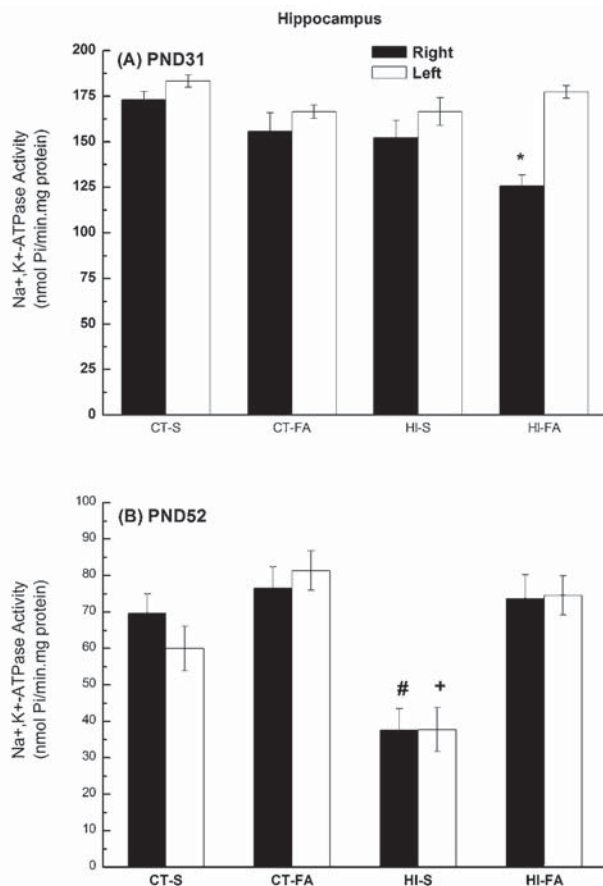 Hippocampus
(A) PND31
Right
Left
Na+,K+-ATPase Activity
(nmol Pi/min.mg protein)
200
175
150
125
100
75
50
25
0
*
CT-S
CT-FA
HI-S
HI-FA
(B) PND52
Na+,K+-ATPase Activity
(nmol Pi/min.mg protein)
100
90
80
70
60
50
40
30
20
10
0
#
+
CT-S
CT-FA
HI-S
HI-FA